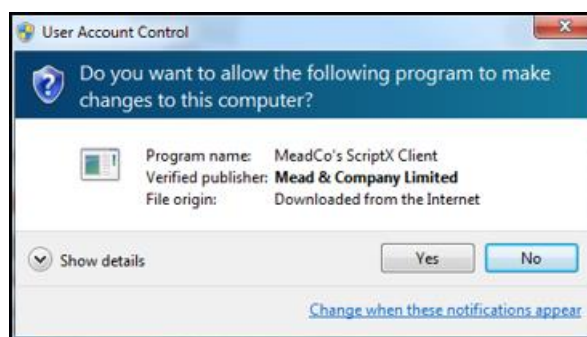 User Account Control
Do you want to allow the following program to make
changes to this computer?
Program name: MeadCo's ScriptX Client
Verified publisher: Mead & Company Limited
File origin: Downloaded from the Internet
Show details Yes No
Change when these notifications appear